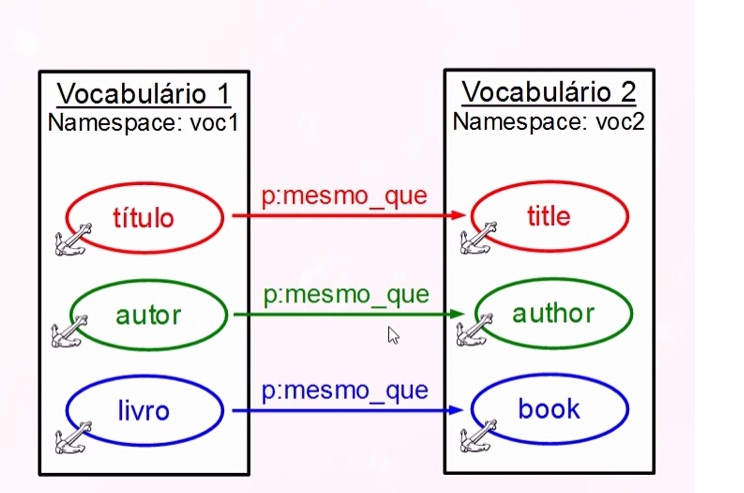 Vocabulário 1
Namespace: voc1
Vocabulário 2
Namespace: voc2
título
p:mesmo_que
title
autor
p:mesmo_que
author
livro
p:mesmo_que
book